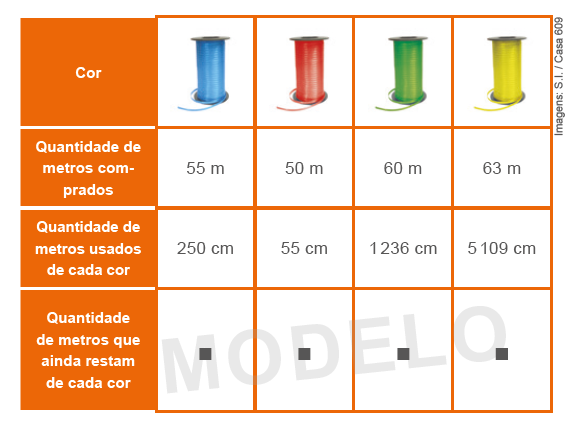 Cor
Quantidade de
metros com-
prados
55 m
50 m
60 m
63 m
Quantidade de
metros usados
de cada cor
250 cm
55 cm
1 236 cm
5 109 cm
Quantidade
de metros que
ainda restam
de cada cor
MODELO
Imagens: S.I. / Casa 609